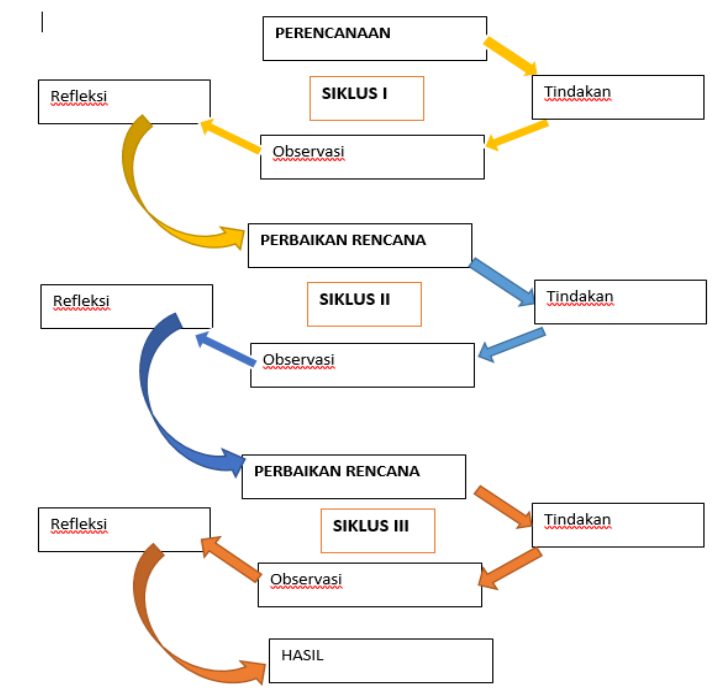 PERENCANAAN
Refleksi
SIKLUS I
Tindakan
Observasi
PERBAIKAN RENCANA
Refleksi
SIKLUS II
Tindakan
Observasi
PERBAIKAN RENCANA
Refleksi
SIKLUS III
Tindakan
Observasi
HASIL